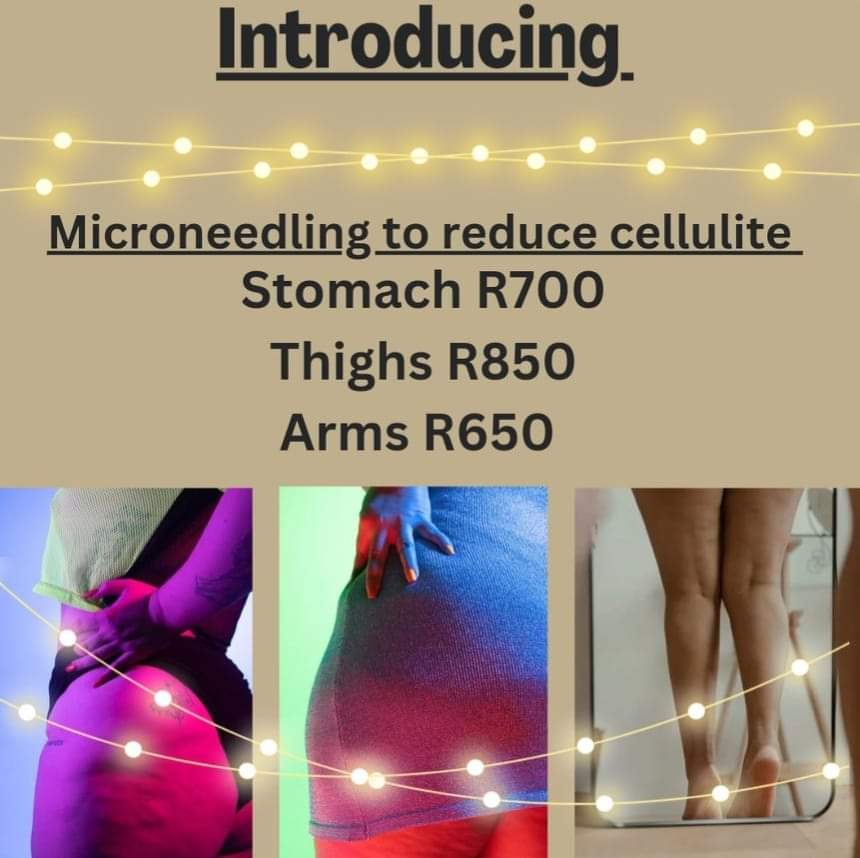 Introducing
Microneedling to reduce cellulite
Stomach R700
Thighs R850
Arms R650